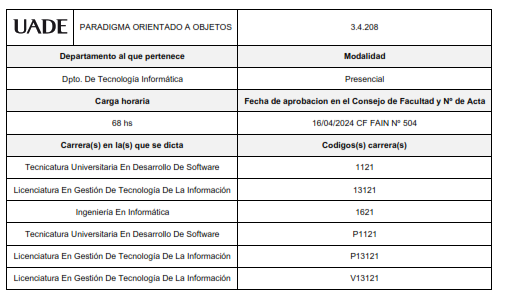 UADE PARADIGMA ORIENTADO A OBJETOS 3.4.208
Departamento al que pertenece Modalidad
Dpto. De Tecnología Informática Presencial
Carga horaria Fecha de aprobacion en el Consejo de Facultad y Nº de Acta
68 hs 16/04/2024 CF FAIN Nº 504
Carrera(s) en la(s) que se dicta Codigos(s) carrera(s)
Tecnicatura Universitaria En Desarrollo De Software 1121
Licenciatura En Gestión De Tecnología De La Información 13121
Ingeniería En Informática 1621
Tecnicatura Universitaria En Desarrollo De Software P1121
Licenciatura En Gestión De Tecnología De La Información P13121
Licenciatura En Gestión De Tecnología De La Información V13121